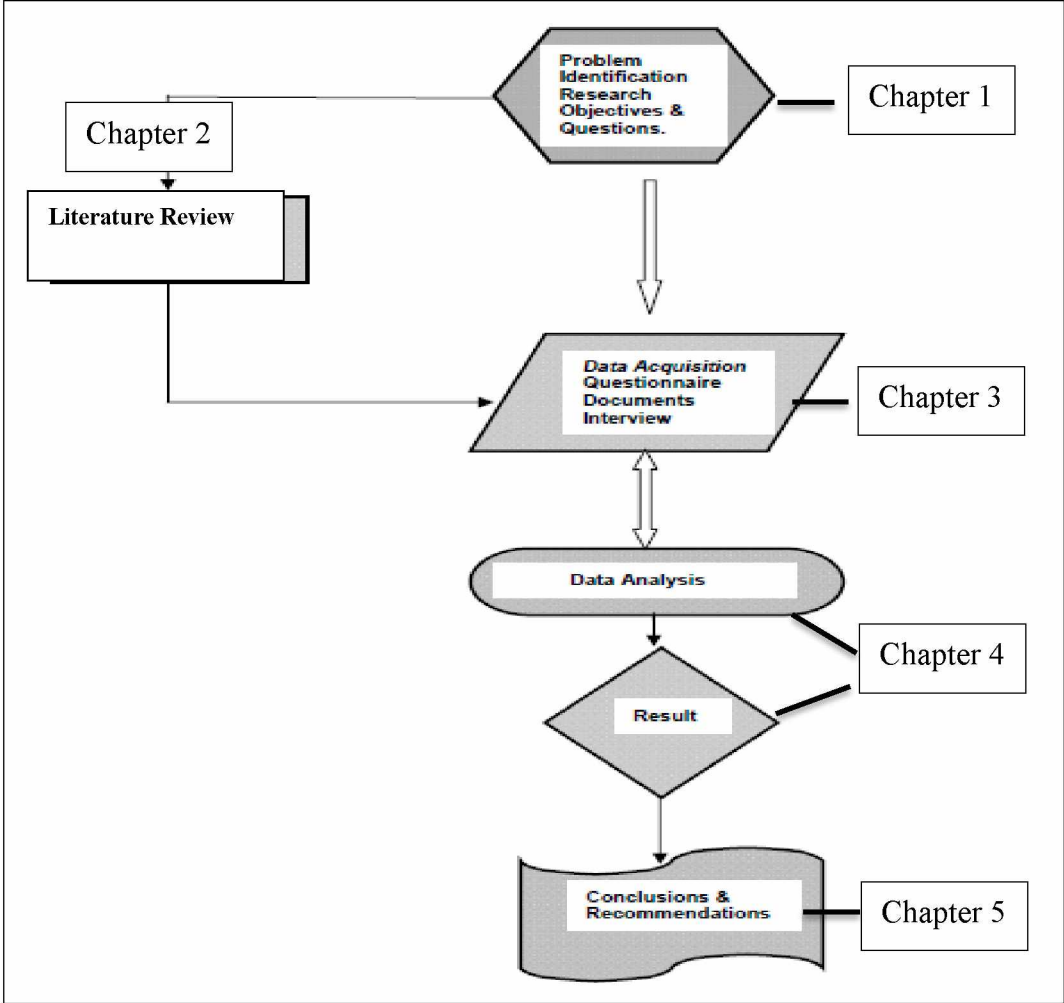 Problem
Identification
Research
Objectives &
Questions.
Chapter 1
Chapter 2
Literature Review
Data Acquisition
Questionnaire
Documents
Interview
Chapter 3
Data Analysis
Chapter 4
Result
Conclusions &
Recommendations
Chapter 5